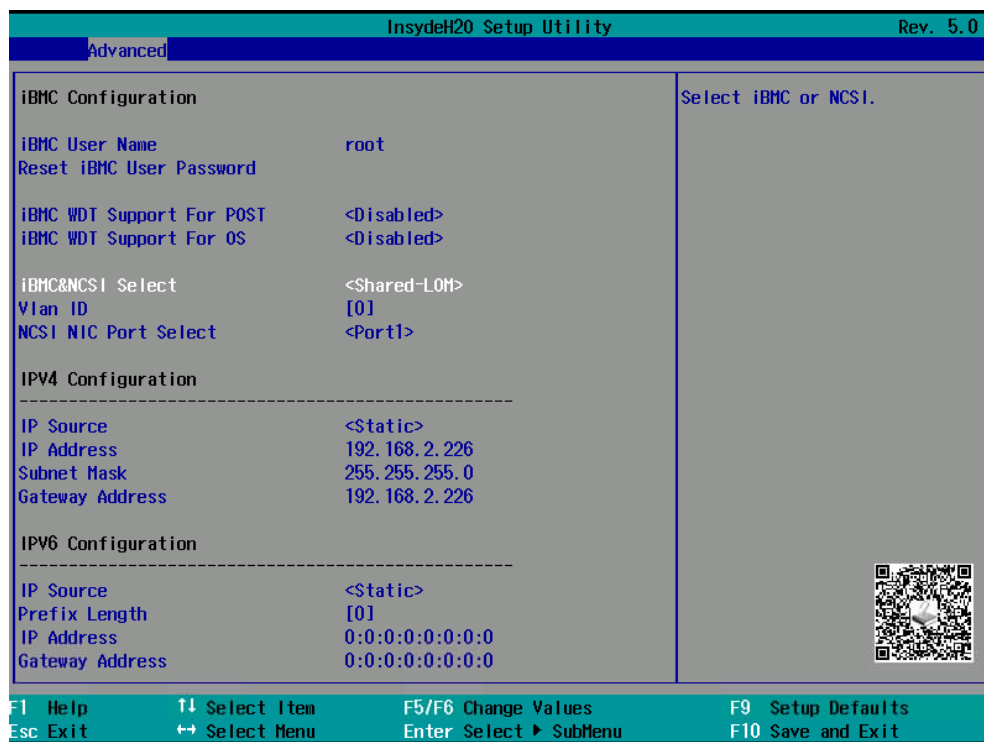 InsydeH20 Setup Utility Rev. 5.0
Advanced
iBMC Configuration
Select iBMC or NCSI.
iBMC User Name root
Reset iBMC User Password
iBMC WDT Support For POST <Disabled>
iBMC WDT Support For OS <Disabled>
iBMC&NCSI Select <Shared-LOM>
Vlan ID [0]
NCSI NIC Port Select <Port1>
IPV4 Configuration
--------------------------------------------------
IP Source <Static>
IP Address 192.168.2.226
Subnet Mask 255.255.255.0
Gateway Address 192.168.2.226
IPV6 Configuration
--------------------------------------------------
IP Source <Static>
Prefix Length [0]
IP Address 0:0:0:0:0:0:0:0
Gateway Address 0:0:0:0:0:0:0:0
F1 Help ↑↓ Select Item F5/F6 Change Values F9 Setup Defaults
Esc Exit ↔ Select Menu Enter Select ▶ SubMenu F10 Save and Exit